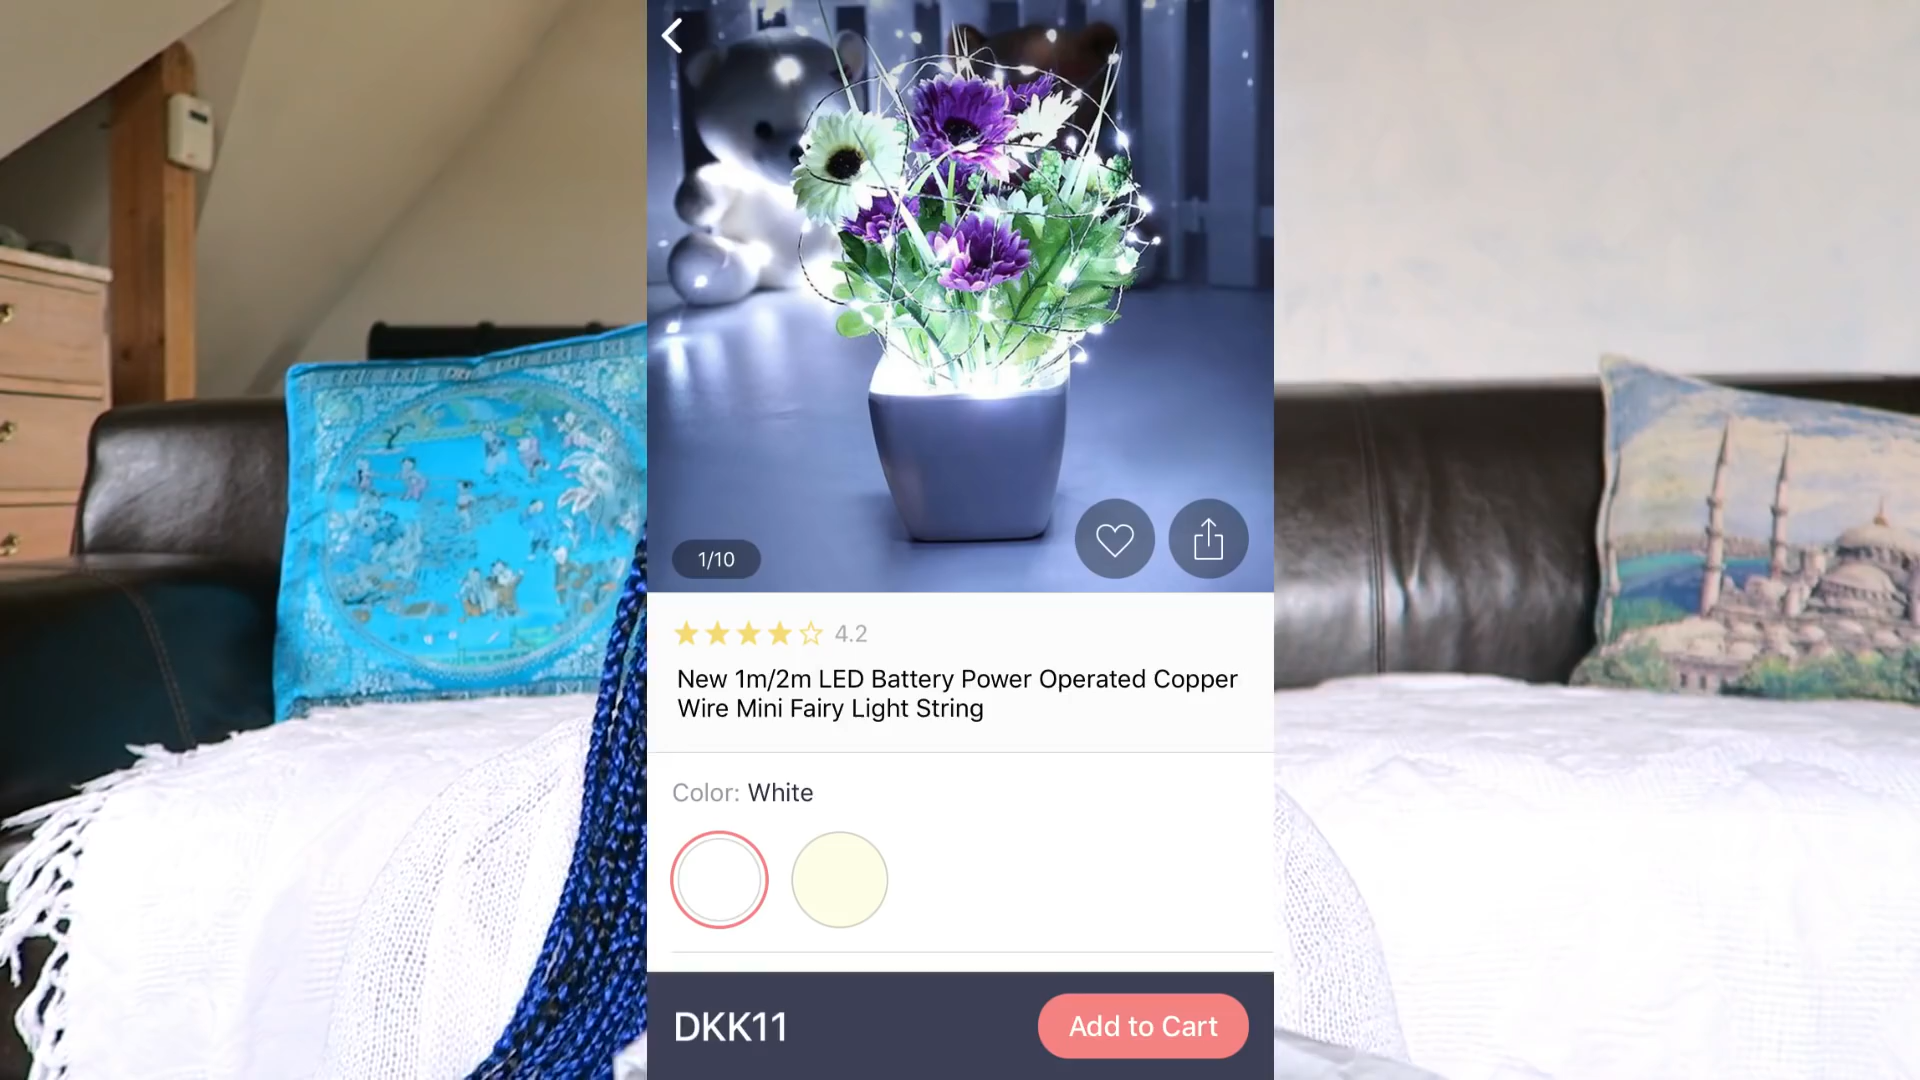 1/10
4.2
New 1m/2m LED Battery Power Operated Copper
Wire Mini Fairy Light String
Color: White
DKK11
Add to Cart